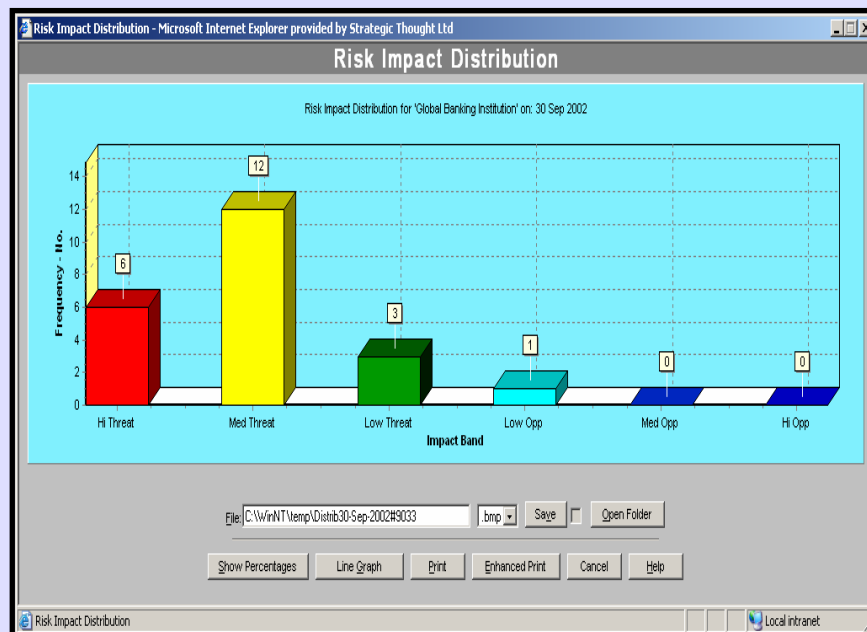 Risk Impact Distribution - Microsoft Internet Explorer provided by Strategic Thought Ltd
Risk Impact Distribution
Risk Impact Distribution for 'Global Banking Institution' on: 30 Sep 2002
14
12
10
8
6
4
2
0
Frequency - No.
6
12
3
1
0
0
Hi Threat
Med Threat
Low Threat
Low Opp
Med Opp
Hi Opp
Impact Band
File: C:\WinNT\temp\Distrib30-Sep-2002#9033 .bmp Save Open Folder
Show Percentages Line Graph Print Enhanced Print Cancel Help
Risk Impact Distribution Local intranet